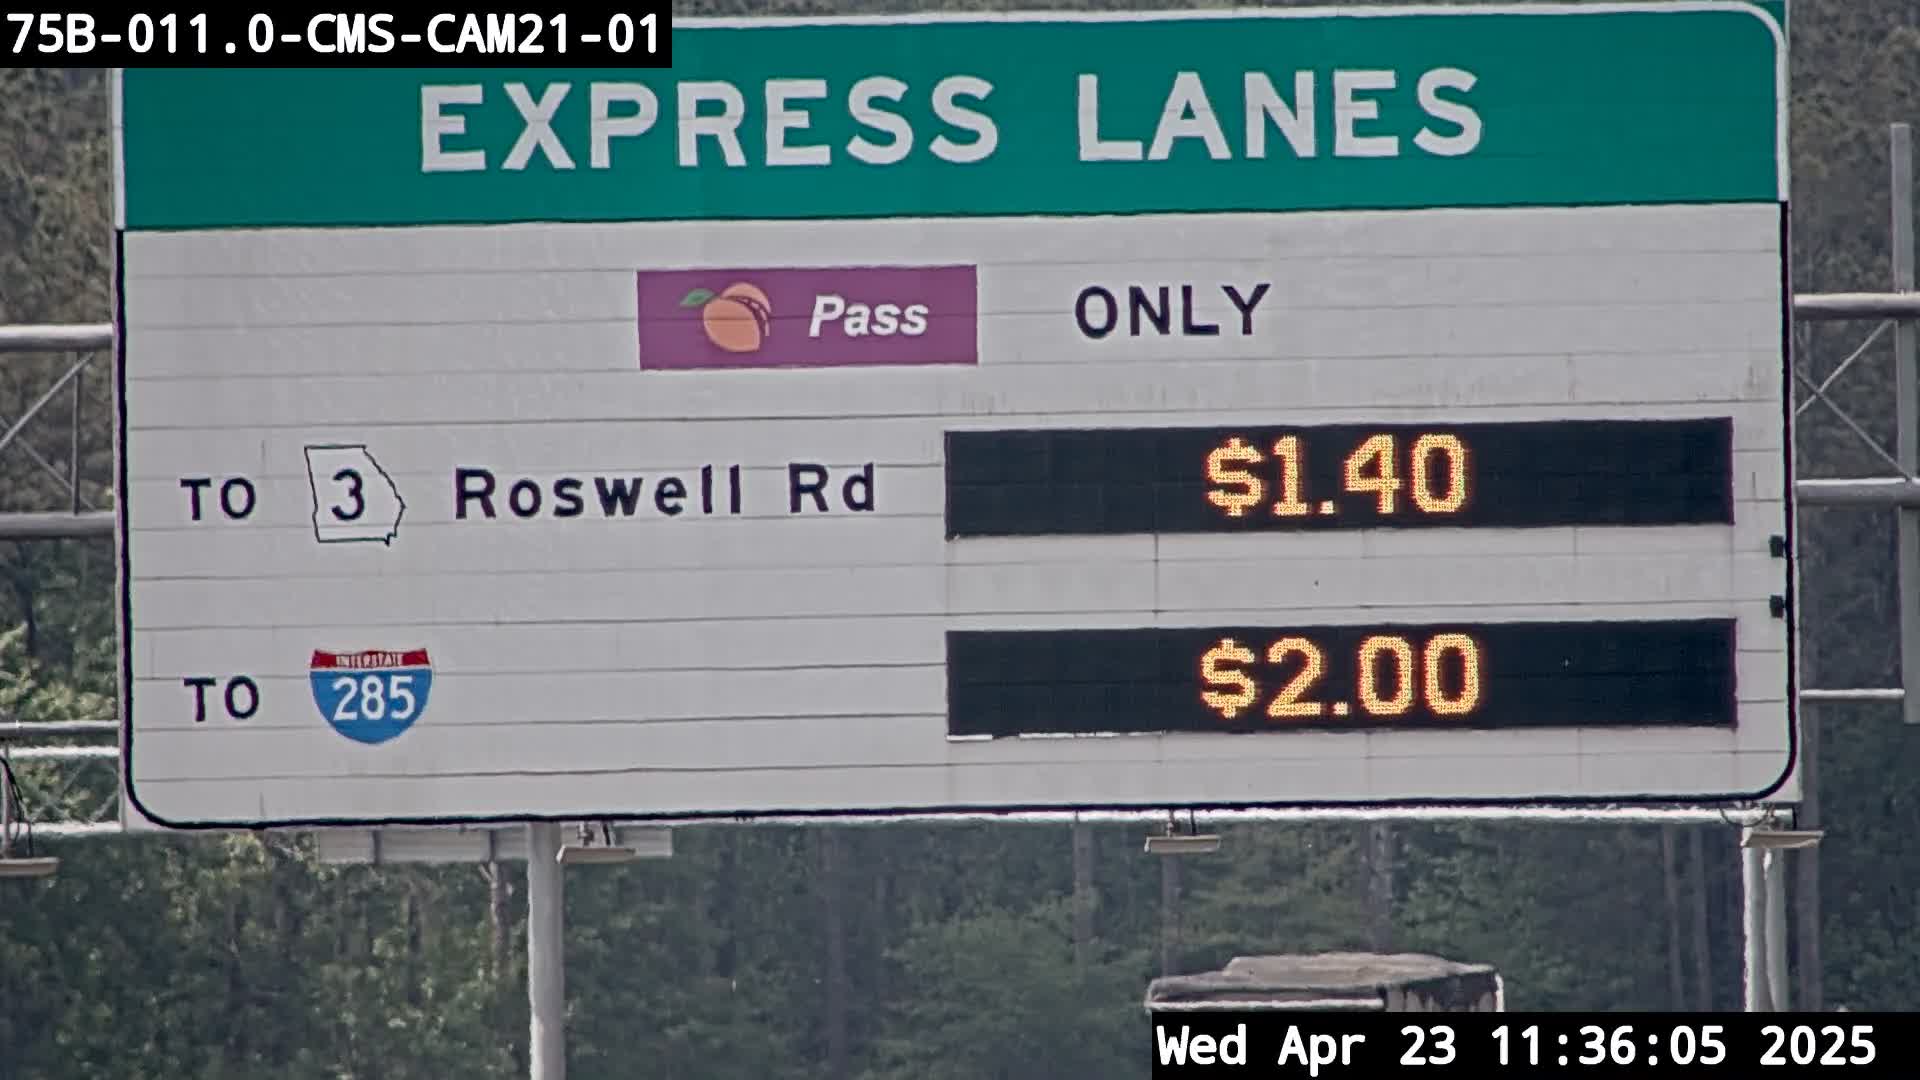 75B-011.0-CMS-CAM21-01
EXPRESS LANES
Pass ONLY
TO 3 Roswell Rd $1.40
TO INTERSTATE 285 $2.00
Wed Apr 23 11:36:05 2025